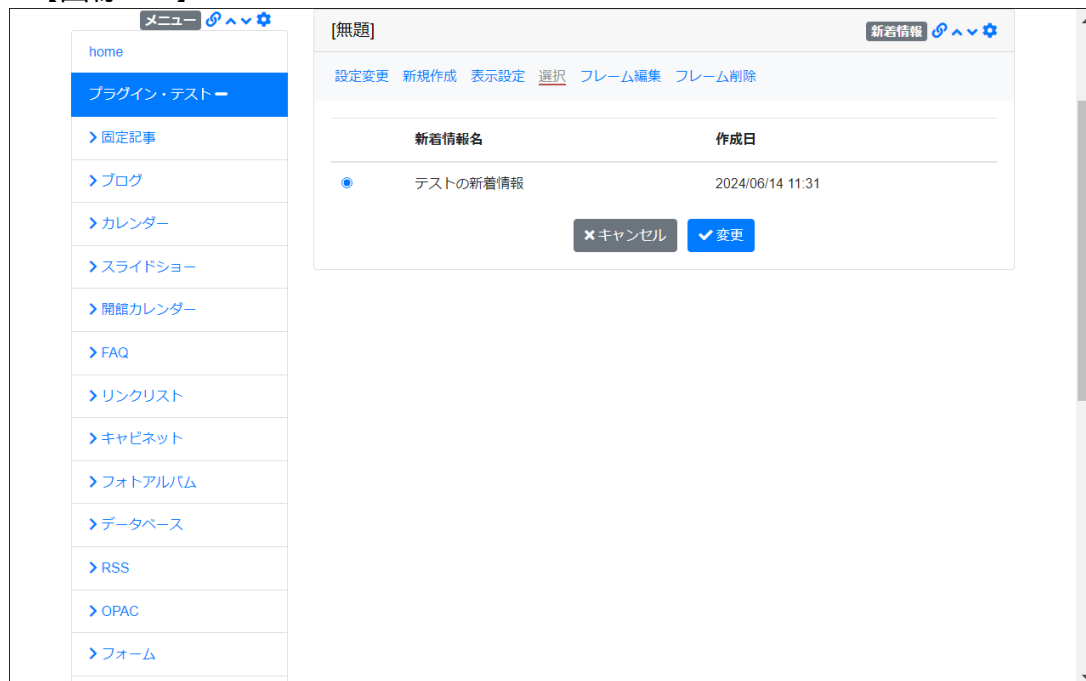 メニュー
home
プラグイン・テスト
固定記事
ブログ
カレンダー
スライドショー
開館カレンダー
FAQ
リンクリスト
キャビネット
フォトアルバム
データベース
RSS
OPAC
フォーム
[無題] 新着情報
設定変更 新規作成 表示設定 選択 フレーム編集 フレーム削除
新着情報名 作成日
テストの新着情報 2024/06/14 11:31
キャンセル 変更